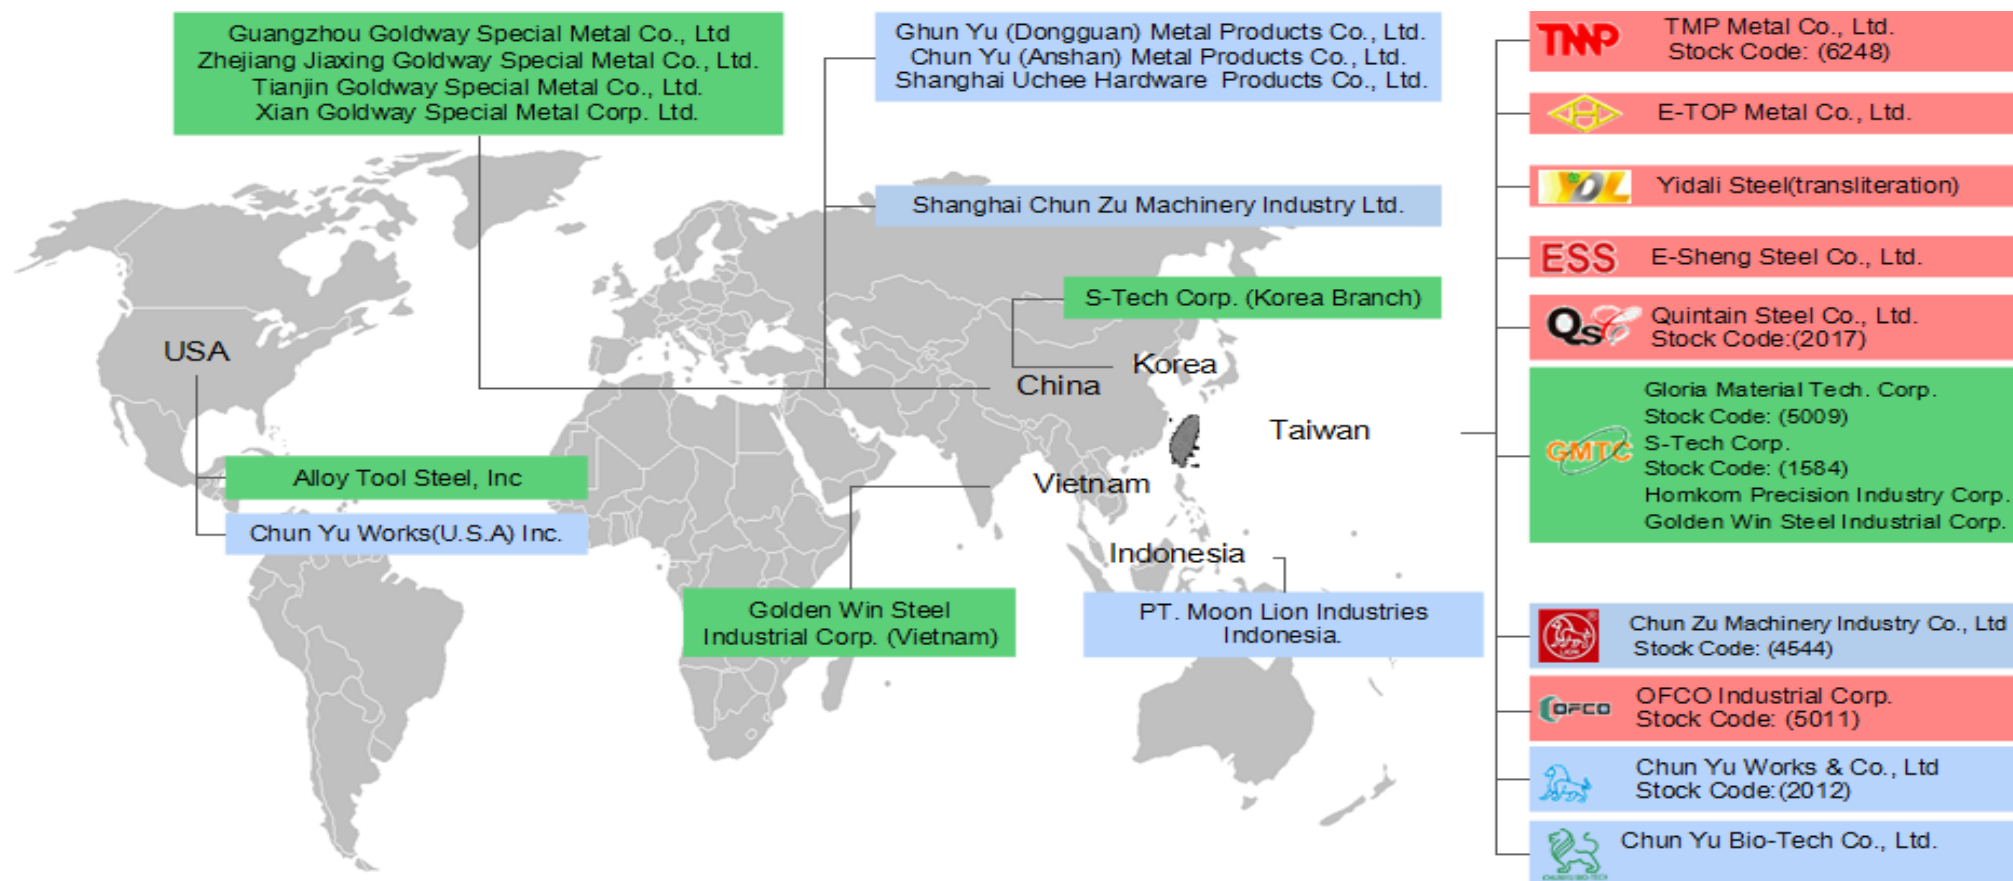 Guangzhou Goldway Special Metal Co., Ltd
Zhejiang Jiaxing Goldway Special Metal Co., Ltd.
Tianjin Goldway Special Metal Co., Ltd.
Xian Goldway Special Metal Corp. Ltd.
Ghun Yu (Dongguan) Metal Products Co., Ltd.
Chun Yu (Anshan) Metal Products Co., Ltd.
Shanghai Uchee Hardware Products Co., Ltd.
Shanghai Chun Zu Machinery Industry Ltd.
S-Tech Corp. (Korea Branch)
USA
Korea
China
Taiwan
Vietnam
Indonesia
Alloy Tool Steel, Inc
Chun Yu Works(U.S.A) Inc.
Golden Win Steel
Industrial Corp. (Vietnam)
PT. Moon Lion Industries
Indonesia.
TMP
TMP Metal Co., Ltd.
Stock Code: (6248)
E-TOP Metal Co., Ltd.
YDL
Yidali Steel(transliteration)
ESS
E-Sheng Steel Co., Ltd.
Qs
Quintain Steel Co., Ltd.
Stock Code:(2017)
GMTC
Gloria Material Tech. Corp.
Stock Code: (5009)
S-Tech Corp.
Stock Code: (1584)
Homkom Precision Industry Corp.
Golden Win Steel Industrial Corp.
LION
Chun Zu Machinery Industry Co., Ltd
Stock Code: (4544)
OFCO
OFCO Industrial Corp.
Stock Code: (5011)
Chun Yu Works & Co., Ltd
Stock Code:(2012)
Chun Yu Bio-Tech Co., Ltd.